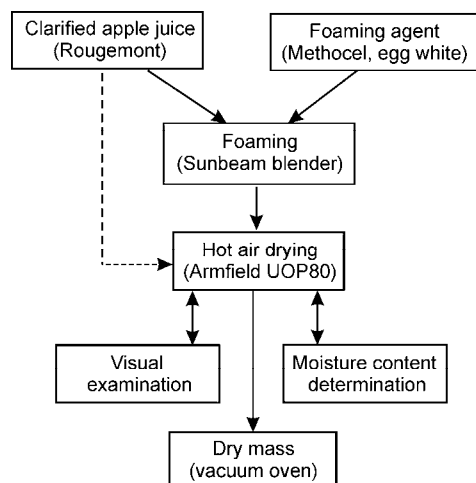 Clarified apple juice
(Rougemont)
Foaming agent
(Methocel, egg white)
Foaming
(Sunbeam blender)
Hot air drying
(Armfield UOP80)
Visual
examination
Moisture content
determination
Dry mass
(vacuum oven)